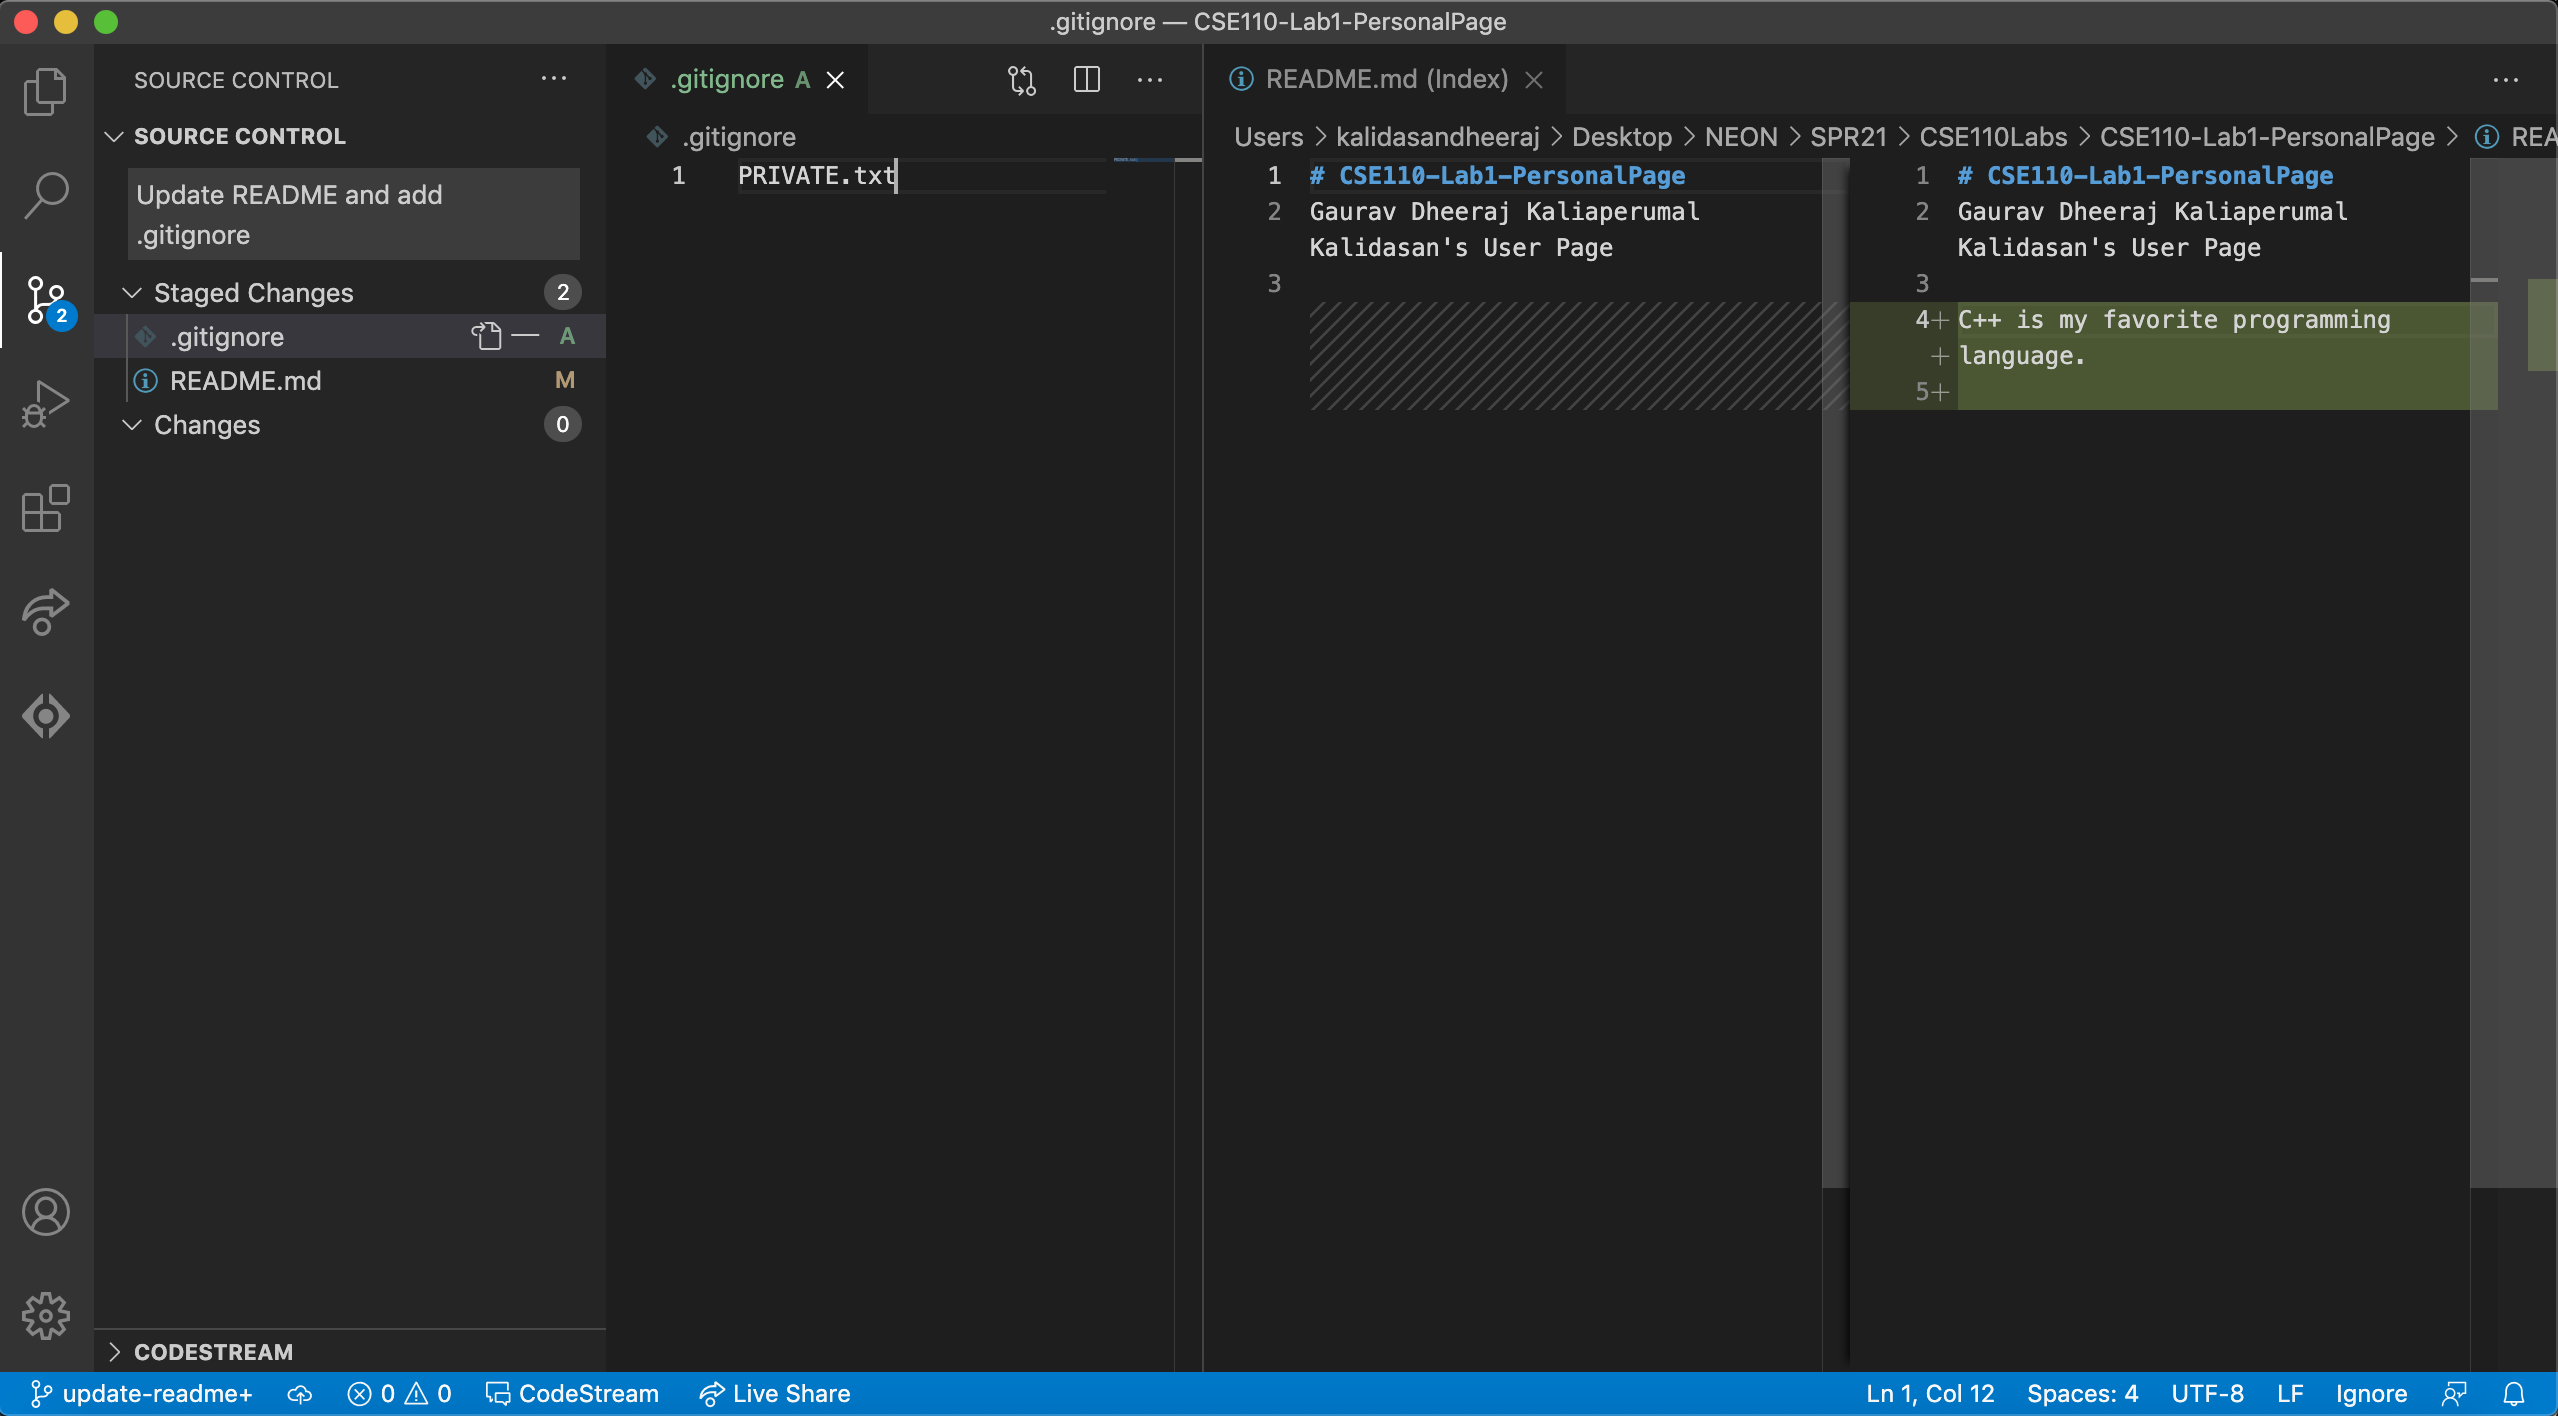 .gitignore — CSE110-Lab1-PersonalPage
SOURCE CONTROL
SOURCE CONTROL
Update README and add
.gitignore
Staged Changes 2
.gitignore A
README.md M
Changes 0
2
CODESTREAM
.gitignore A
.gitignore
1 PRIVATE.txt
README.md (Index)
Users > kalidasandheeraj > Desktop > NEON > SPR21 > CSE110Labs > CSE110-Lab1-PersonalPage > REA
1 # CSE110-Lab1-PersonalPage
2 Gaurav Dheeraj Kaliaperumal
Kalidasan's User Page
3
1 # CSE110-Lab1-PersonalPage
2 Gaurav Dheeraj Kaliaperumal
Kalidasan's User Page
3
4+ C++ is my favorite programming
+ language.
5+
update-readme+ 0 0 CodeStream Live Share Ln 1, Col 12 Spaces: 4 UTF-8 LF Ignore